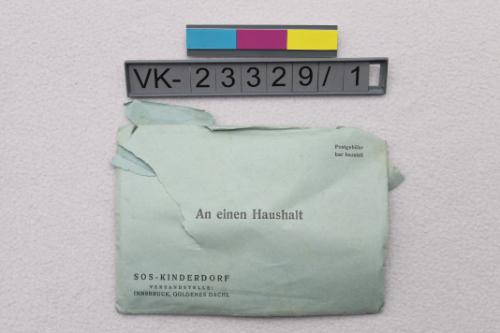 VK-23329/1
Postgebühr
bar bezahlt
An einen Haushalt
SOS-KINDERDORF
VERSANDSTELLE:
INNSBRUCK, GOLDENES DACHL